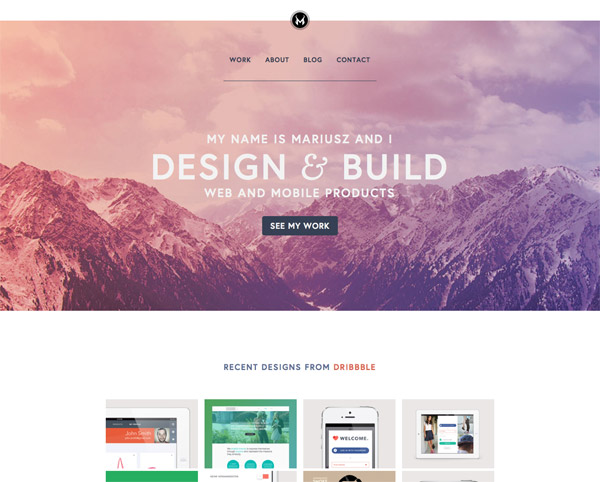 M
WORK ABOUT BLOG CONTACT
MY NAME IS MARIUSZ AND I
DESIGN & BUILD
WEB AND MOBILE PRODUCTS
SEE MY WORK
RECENT DESIGNS FROM DRIBBBLE
John Dean
WELCOME.